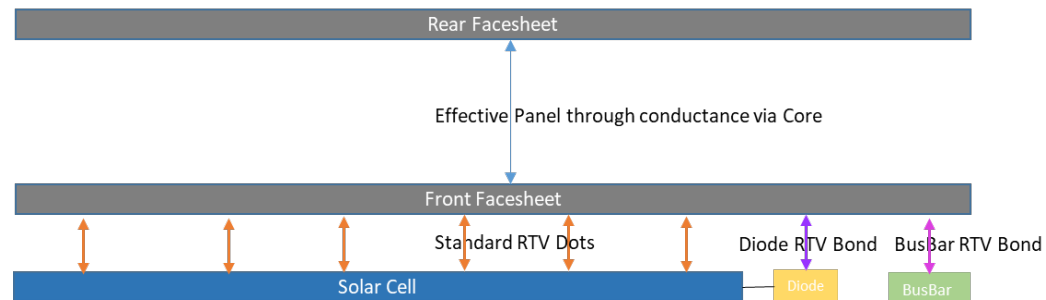 Rear Facesheet
Effective Panel through conductance via Core
Front Facesheet
Standard RTV Dots
Diode RTV Bond
BusBar RTV Bond
Solar Cell
Diode
BusBar